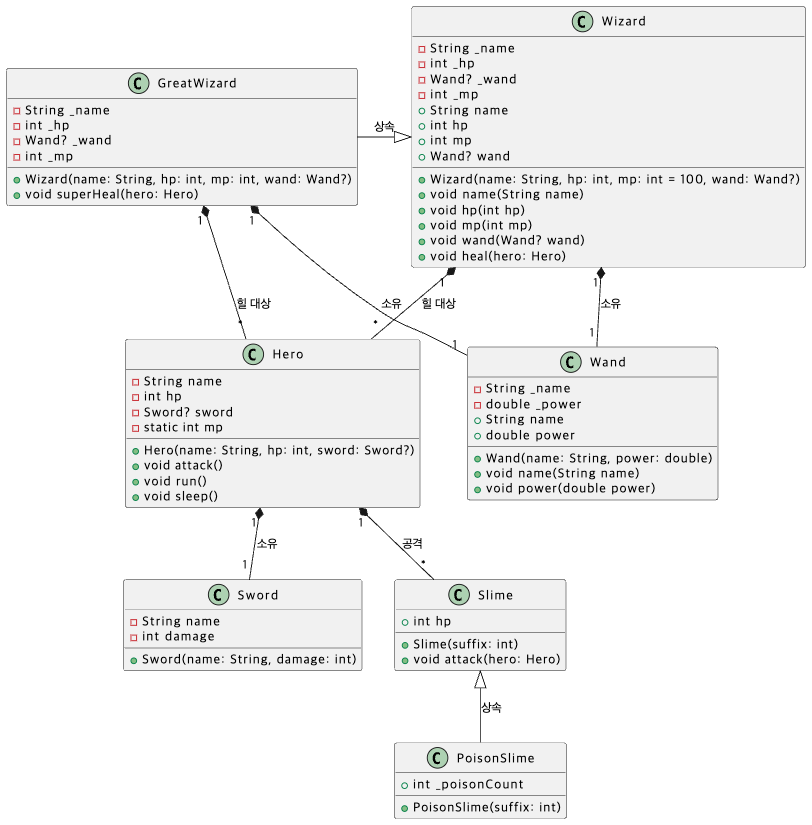 C Wizard
String _name
int _hp
Wand? _wand
int _mp
String name
int hp
int mp
Wand? wand
Wizard(name: String, hp: int, mp: int = 100, wand: Wand?)
void name(String name)
void hp(int hp)
void mp(int mp)
void wand(Wand? wand)
void heal(hero: Hero)
C GreatWizard
String _name
int _hp
Wand? _wand
int _mp
Wizard(name: String, hp: int, mp: int, wand: Wand?)
void superHeal(hero: Hero)
상속
1
1
1
1
힐 대상
소유
힐 대상
소유
*
*
1
1
C Hero
String name
int hp
Sword? sword
static int mp
Hero(name: String, hp: int, sword: Sword?)
void attack()
void run()
void sleep()
C Wand
String _name
double _power
String name
double power
Wand(name: String, power: double)
void name(String name)
void power(double power)
1
1
소유
공격
1
*
C Sword
String name
int damage
Sword(name: String, damage: int)
C Slime
int hp
Slime(suffix: int)
void attack(hero: Hero)
상속
C PoisonSlime
int _poisonCount
PoisonSlime(suffix: int)